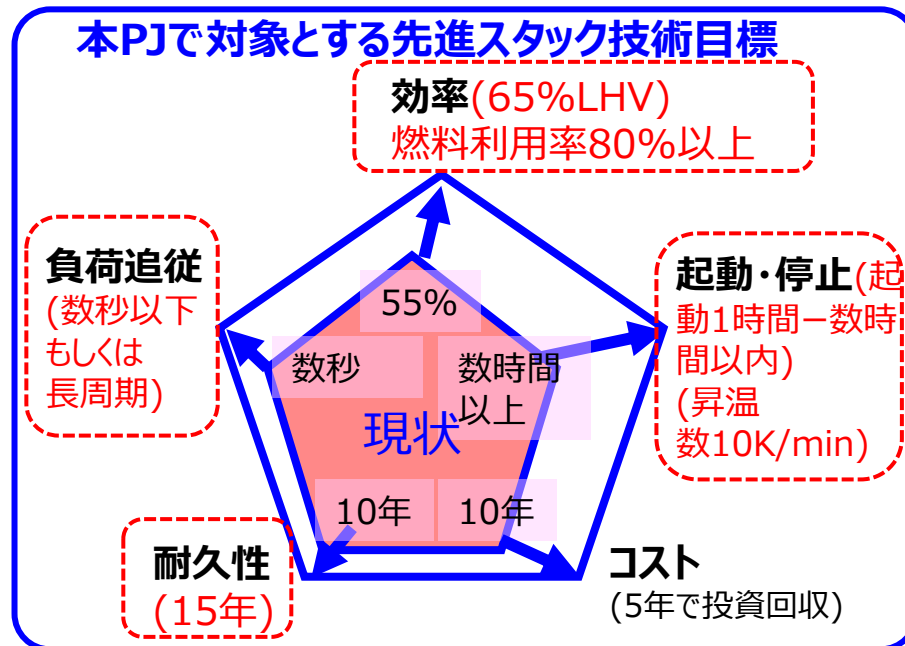 本PJで対象とする先進スタック技術目標
効率(65%LHV)
燃料利用率80%以上
負荷追従
(数秒以下
もしくは
長周期)
起動・停止(起
動1時間−数時
間以内)
(昇温
数10K/min)
55%
数秒
数時間
以上
現状
10年
10年
耐久性
(15年)
コスト
(5年で投資回収)